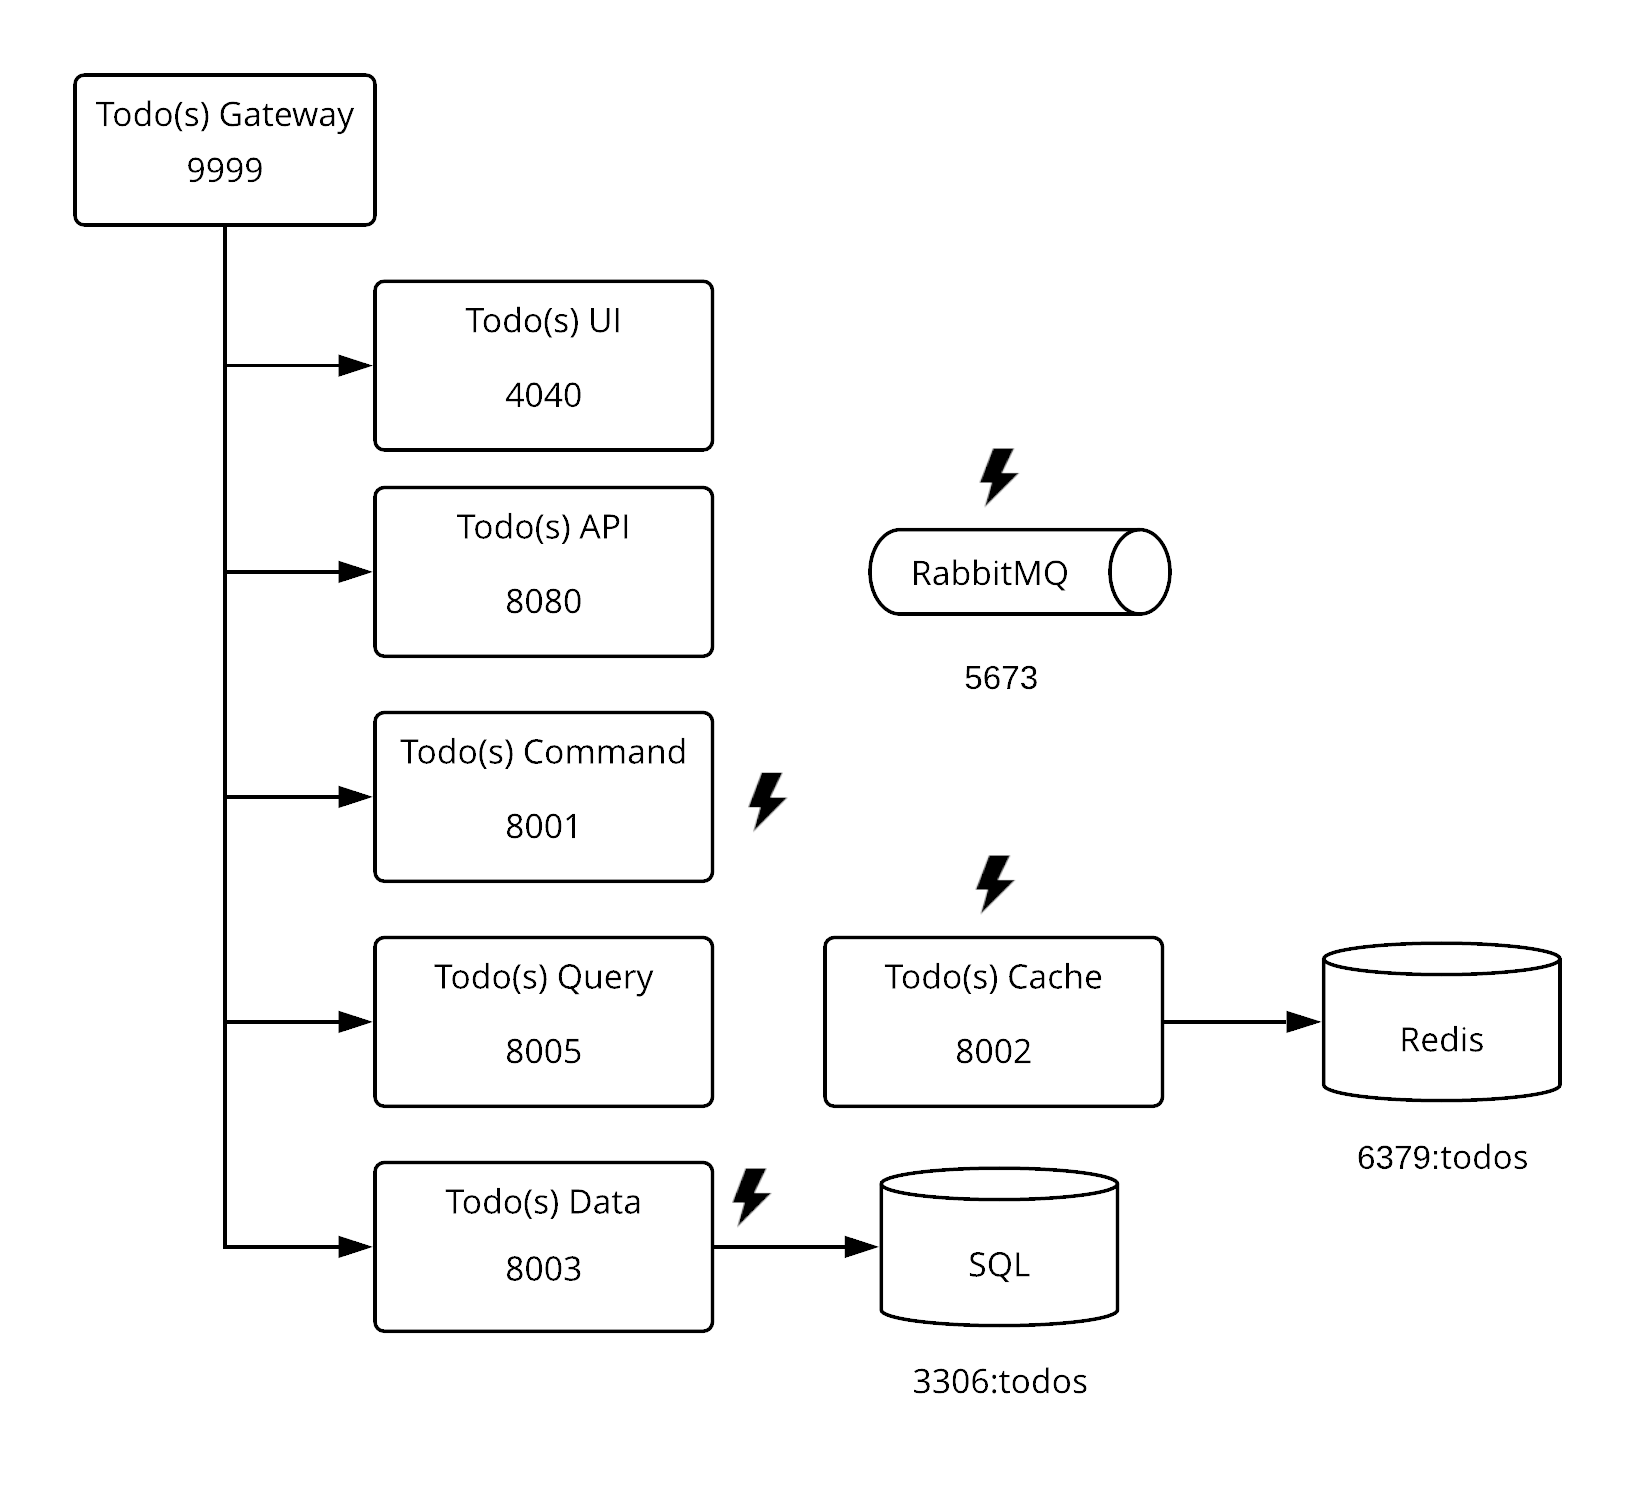 Todo(s) Gateway
9999
Todo(s) UI
4040
Todo(s) API
8080
RabbitMQ
5673
Todo(s) Command
8001
Todo(s) Query
8005
Todo(s) Cache
8002
Redis
6379:todos
Todo(s) Data
8003
SQL
3306:todos